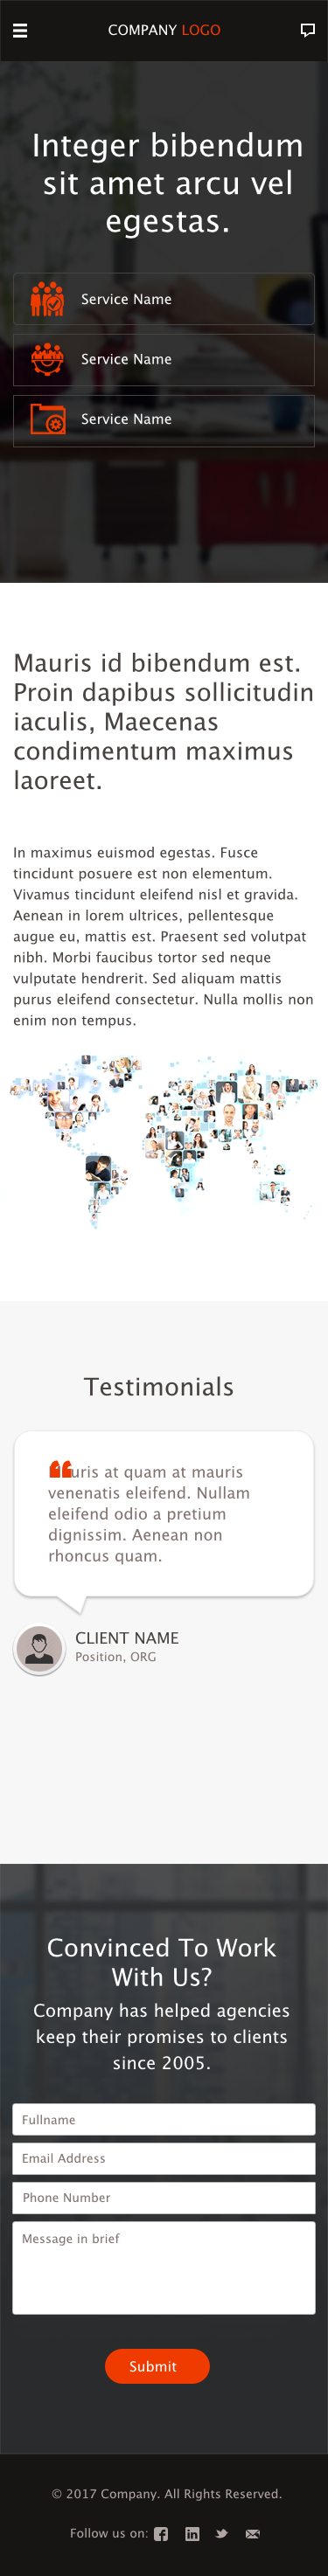 COMPANY LOGO
Integer bibendum
sit amet arcu vel
egestas.
Service Name
Service Name
Service Name
Mauris id bibendum est.
Proin dapibus sollicitudin
iaculis, Maecenas
condimentum maximus
laoreet.
In maximus euismod egestas. Fusce
tincidunt posuere est non elementum.
Vivamus tincidunt eleifend nisl et gravida.
Aenean in lorem ultrices, pellentesque
augue eu, mattis est. Praesent sed volutpat
nibh. Morbi faucibus tortor sed neque
vulputate hendrerit. Sed aliquam mattis
purus eleifend consectetur. Nulla mollis non
enim non tempus.
Testimonials
uris at quam at mauris
venenatis eleifend. Nullam
eleifend odio a pretium
dignissim. Aenean non
rhoncus quam.
CLIENT NAME
Position, ORG
Convinced To Work
With Us?
Company has helped agencies
keep their promises to clients
since 2005.
Fullname
Email Address
Phone Number
Message in brief
Submit
© 2017 Company. All Rights Reserved.
Follow us on: